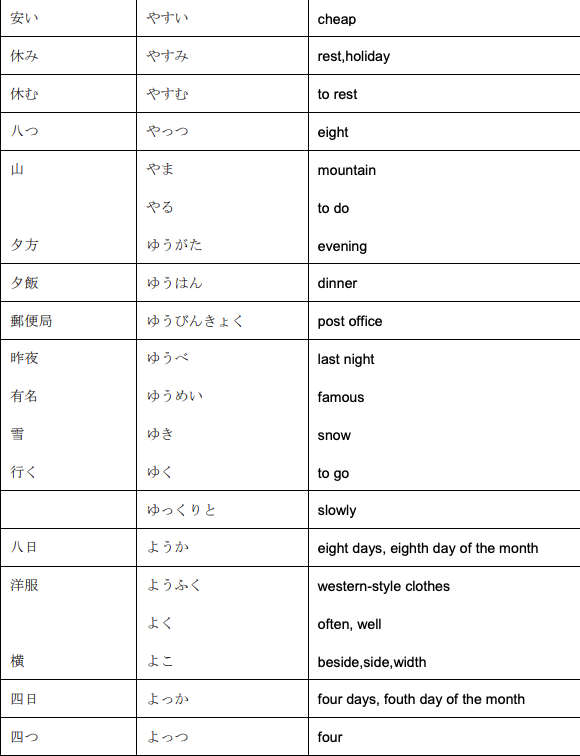 安い やすい cheap
休み やすみ rest,holiday
休む やすむ to rest
八つ やっつ eight
山 やま mountain
やる to do
夕方 ゆうがた evening
夕飯 ゆうはん dinner
郵便局 ゆうびんきょく post office
昨夜 ゆうべ last night
有名 ゆうめい famous
雪 ゆき snow
行く ゆく to go
ゆっくりと slowly
八日 ようか eight days, eighth day of the month
洋服 ようふく western-style clothes
よく often, well
横 よこ beside,side,width
四日 よっか four days, fouth day of the month
四つ よっつ four